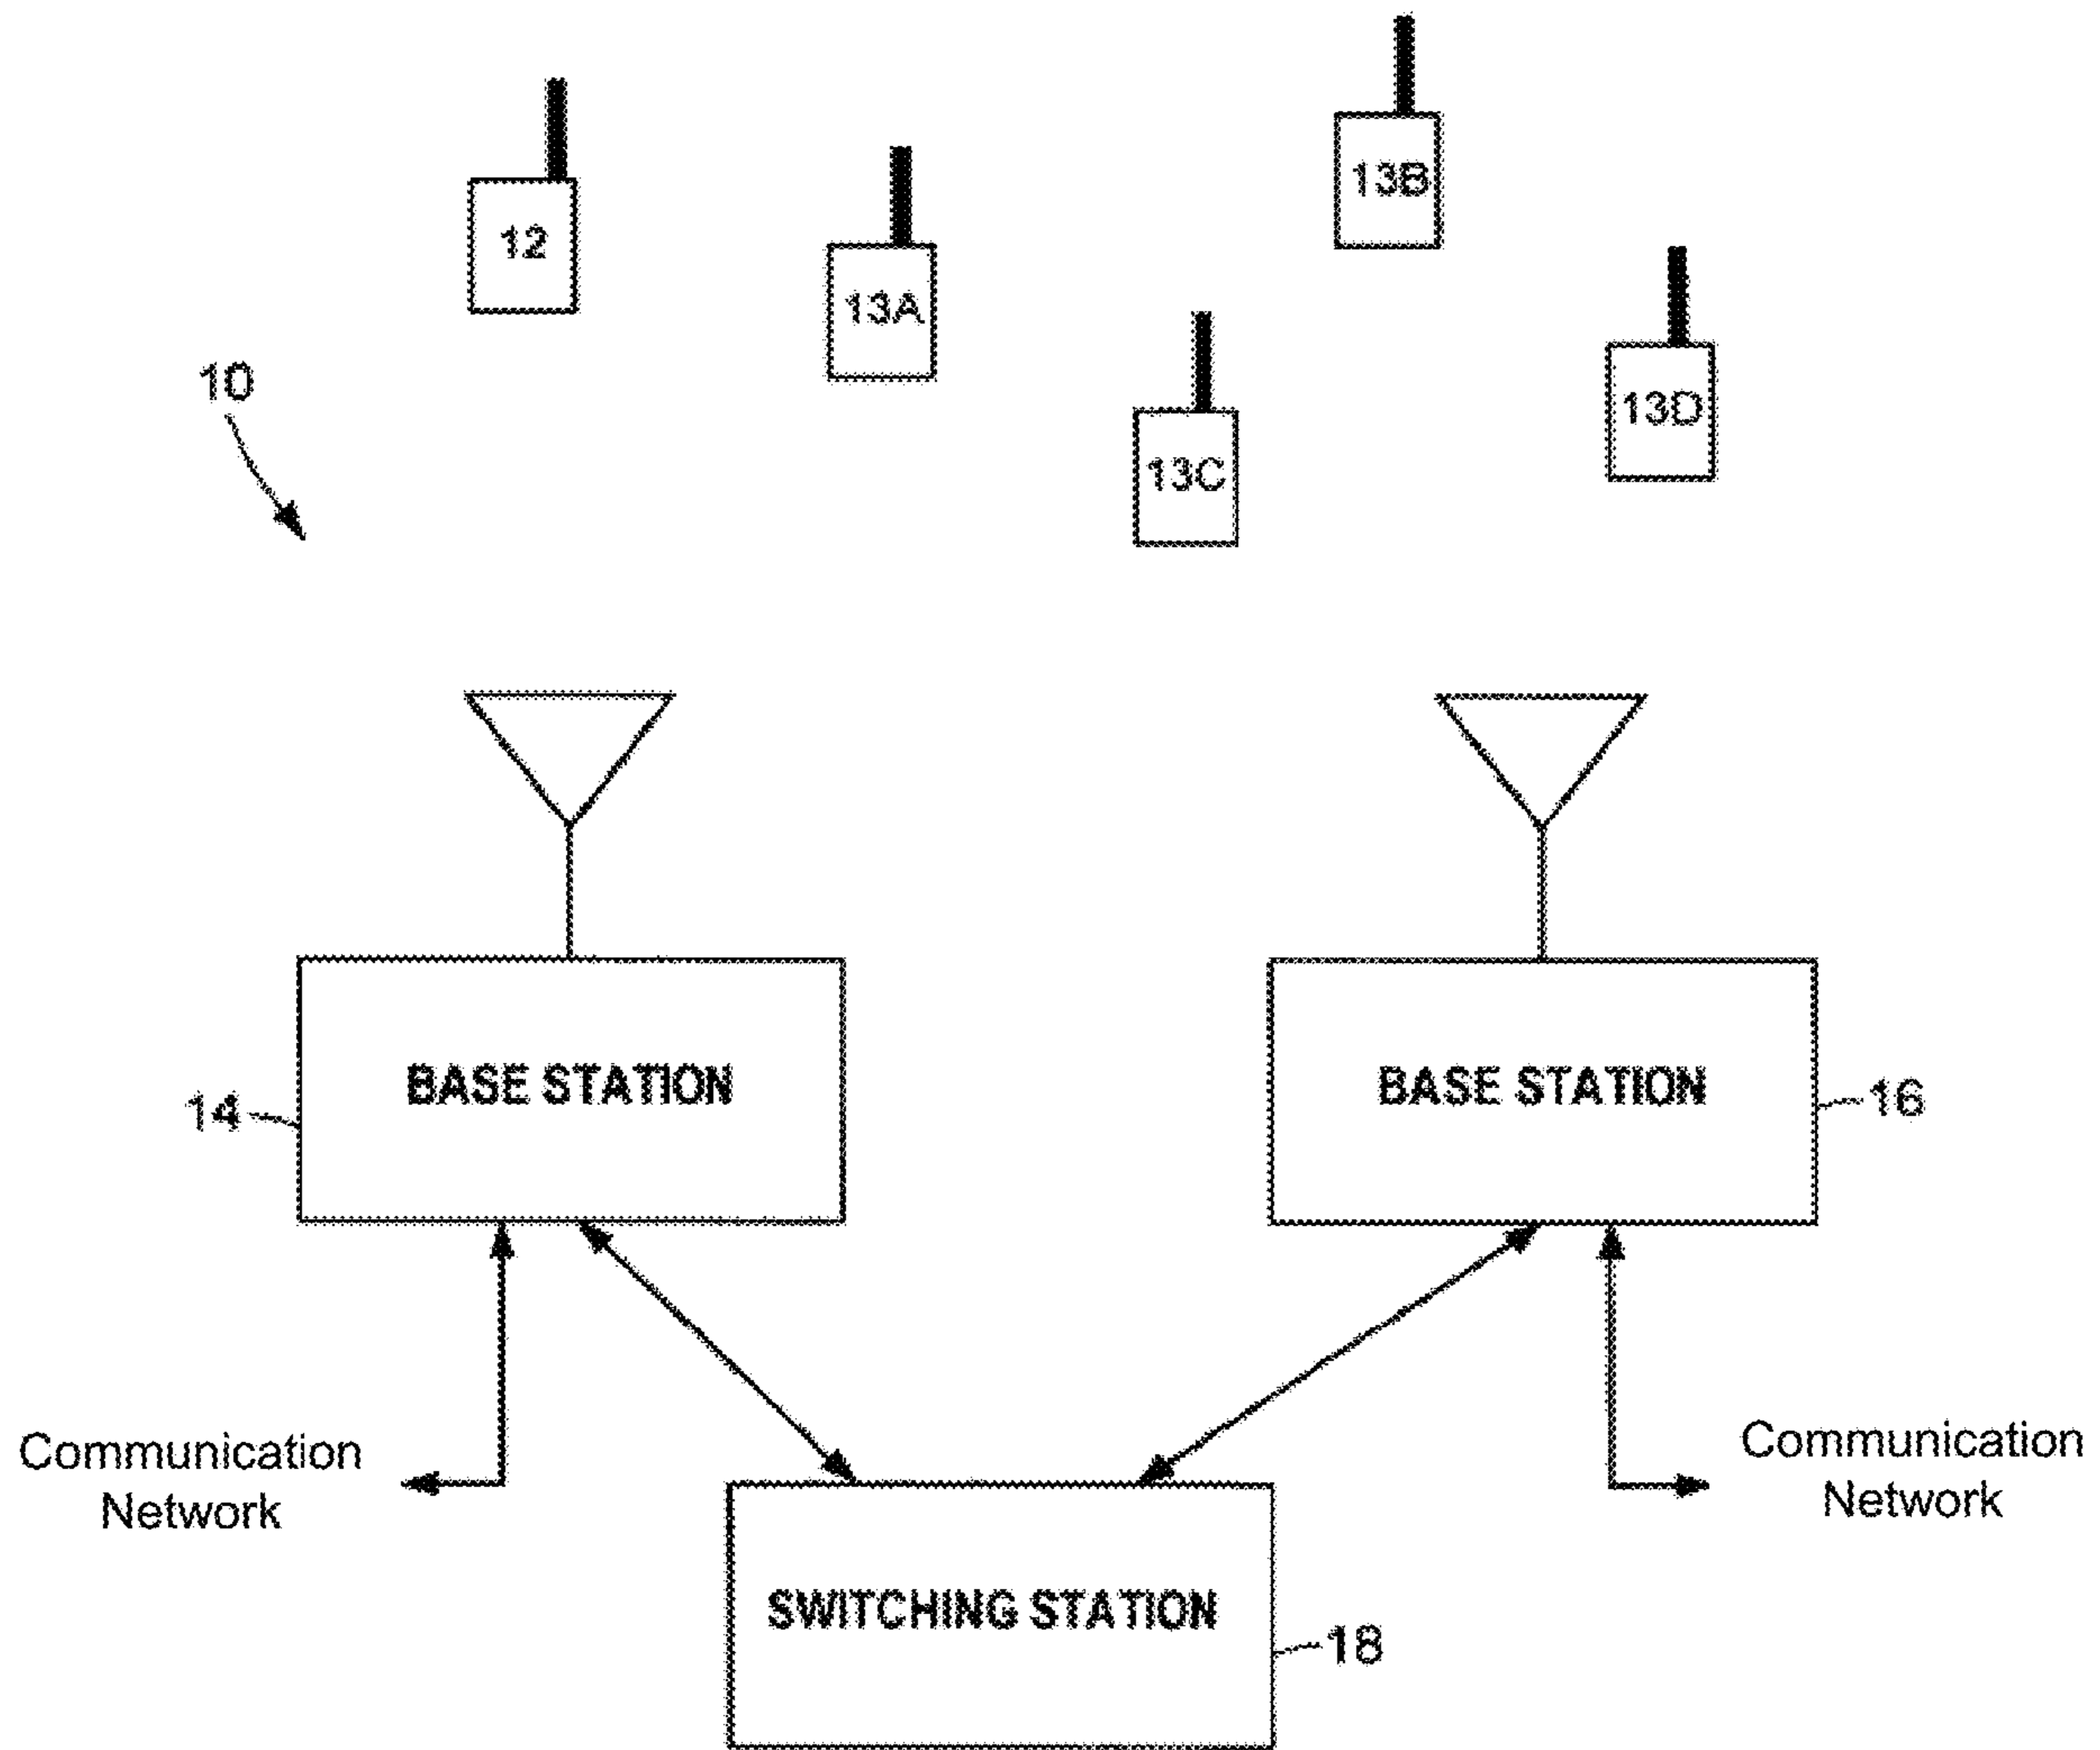 13B
12
13A
10
13D
13C
BASE STATION
BASE STATION
14
16
Communication
Network
Communication
Network
SWITCHING STATION
18